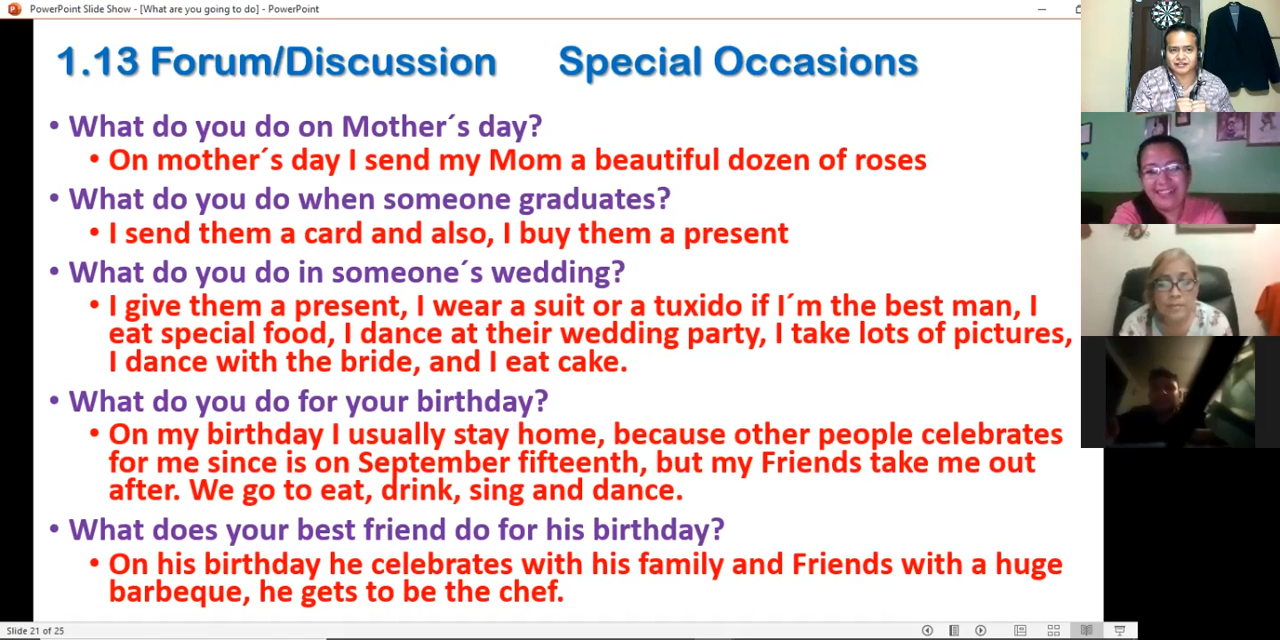 PowerPoint Slide Show - [What are you going to do] - PowerPoint
1.13 Forum/Discussion Special Occasions
• What do you do on Mother´s day?
• On mother´s day I send my Mom a beautiful dozen of roses
• What do you do when someone graduates?
• I send them a card and also, I buy them a present
• What do you do in someone´s wedding?
• I give them a present, I wear a suit or a tuxido if I´m the best man, I
eat special food, I dance at their wedding party, I take lots of pictures,
I dance with the bride, and I eat cake.
• What do you do for your birthday?
• On my birthday I usually stay home, because other people celebrates
for me since is on September fifteenth, but my Friends take me out
after. We go to eat, drink, sing and dance.
• What does your best friend do for his birthday?
• On his birthday he celebrates with his family and Friends with a huge
barbeque, he gets to be the chef.
Slide 21 of 25